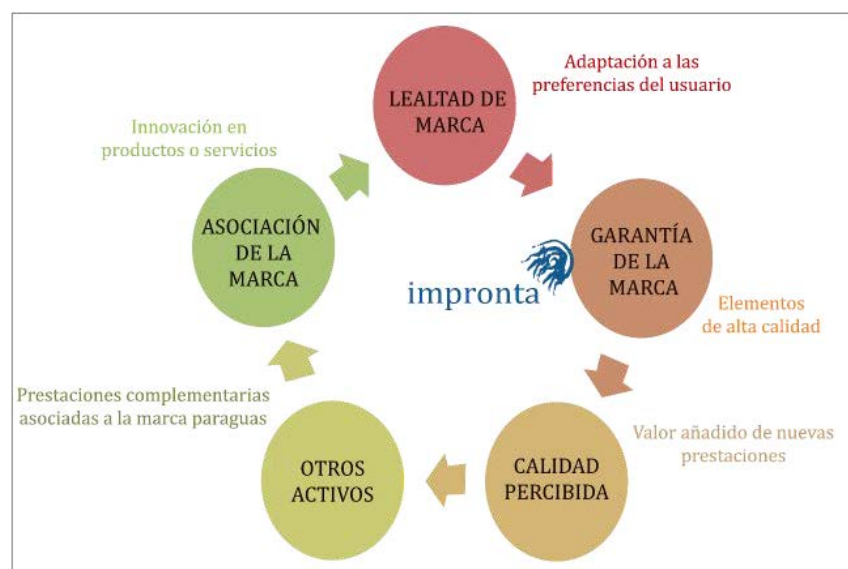 LEALTAD DE
MARCA
Adaptación a las
preferencias del usuario
GARANTÍA
DE LA
MARCA
Elementos
de alta calidad
CALIDAD
PERCIBIDA
Valor añadido de nuevas
prestaciones
OTROS
ACTIVOS
Prestaciones complementarias
asociadas a la marca paraguas
ASOCIACIÓN
DE LA
MARCA
Innovación en
productos o servicios
impronta